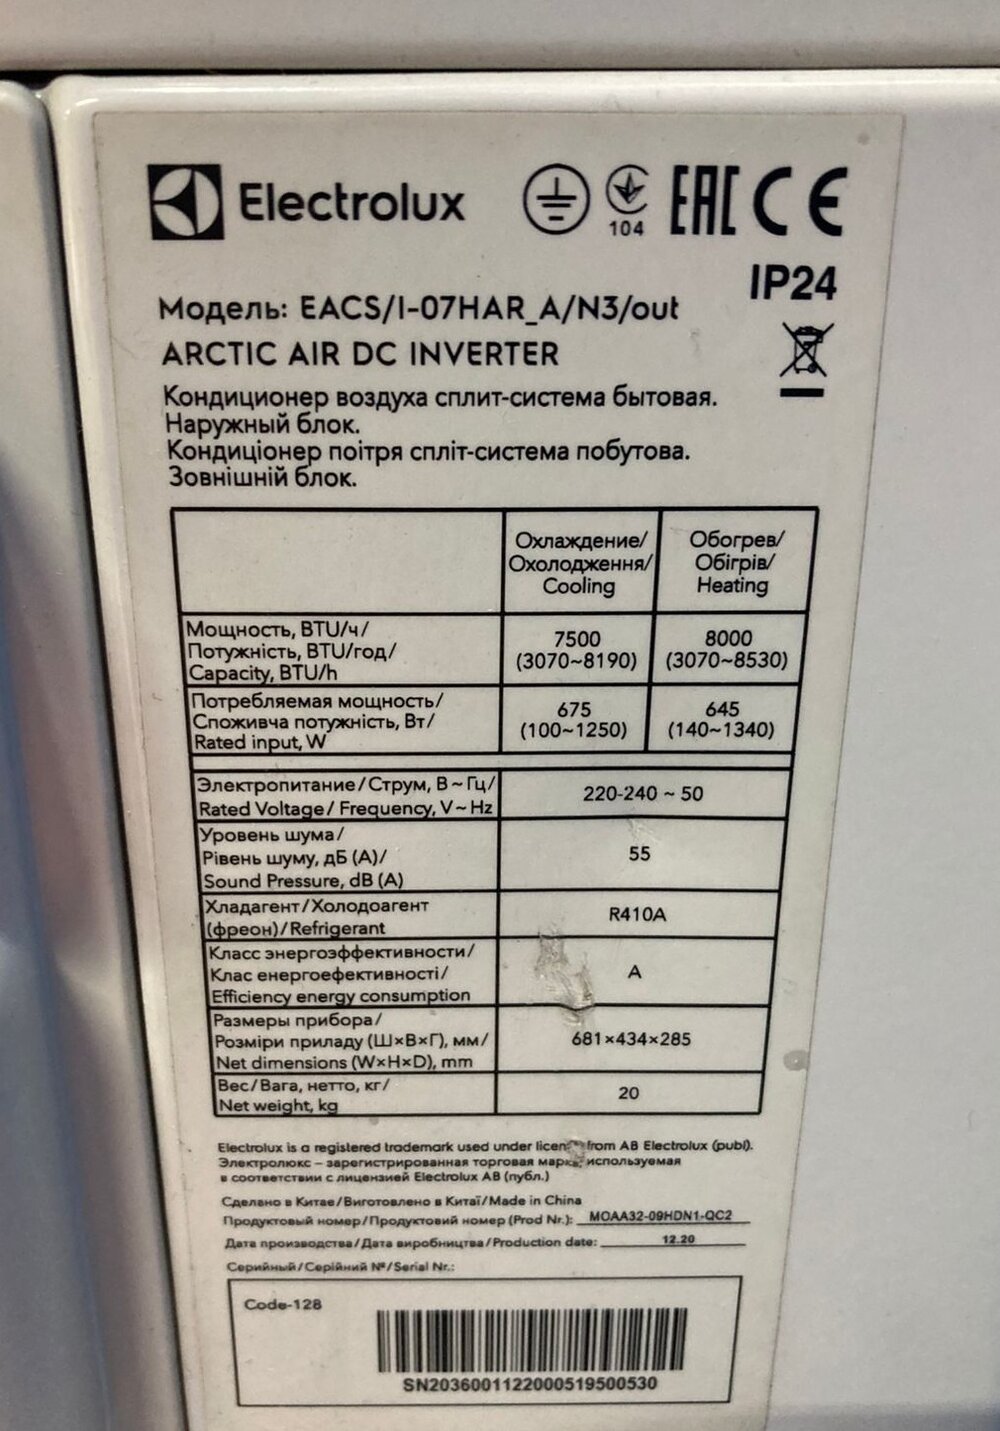 Electrolux
104
EAC CE
IP24
Модель: EACS/I-07HAR_A/N3/out
ARCTIC AIR DC INVERTER
Кондиционер воздуха сплит-система бытовая.
Наружный блок.
Кондиціонер поітря спліт-система побутова.
Зовнішній блок.
Охлаждение/
Охолодження/
Cooling
Обогрев/
Обігрів/
Heating
Мощность, BTU/ч/
Потужність, BTU/год/
Capacity, BTU/h
7500
(3070~8190)
8000
(3070~8530)
Потребляемая мощность/
Споживча потужність, Вт/
Rated input, W
675
(100~1250)
645
(140~1340)
Электропитание/Струм, В~Гц/
Rated Voltage/ Frequency, V~Hz
220-240 ~ 50
Уровень шума/
Рівень шуму, дБ (А)/
Sound Pressure, dB (A)
55
Хладагент/Холодоагент
(фреон)/Refrigerant
R410A
Класс энергоэффективности/
Клас енергоефективності/
Efficiency energy consumption
A
Размеры прибора/
Розміри приладу (Ш×В×Г), мм/
Net dimensions (W×H×D), mm
681×434×285
Вес/Вага, нетто, кг/
Net weight, kg
20
Electrolux is a registered trademark used under from AB Electrolux (publ).
Электролюкс – зарегистрированная торговая марка, используемая
в соответствии с лицензией Electrolux AB (публ.)
Сделано в Китае/Виготовлено в Китаї/Made in China
Продуктовый номер/Продуктовий номер (Prod Nr.): MOAA32-09HDN1-QC2
Дата производства/Дата виробництва/Production date: 12.20
Серийный/Серійний №/Serial Nr.:
Code-128
SN2036001122000519500530